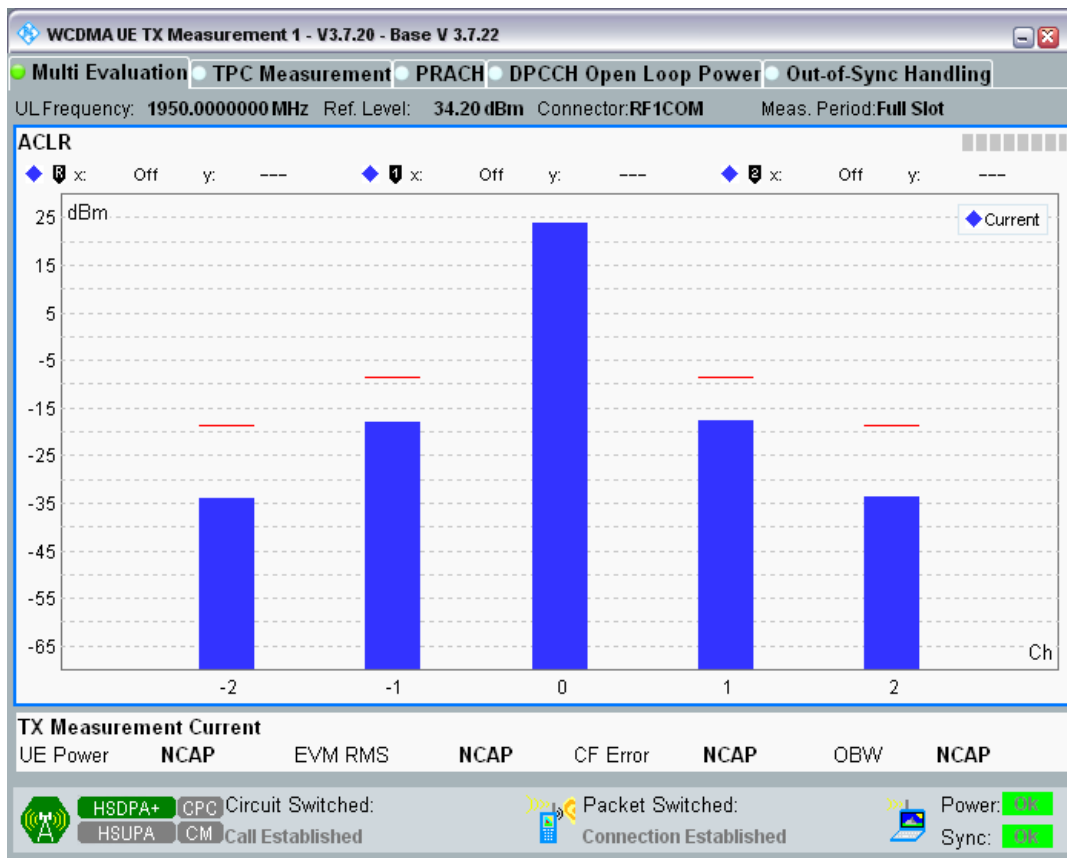 WCDMA UE TX Measurement 1 - V3.7.20 - Base V 3.7.22
Multi Evaluation TPC Measurement PRACH DPCCH Open Loop Power Out-of-Sync Handling
UL Frequency: 1950.0000000 MHz Ref. Level: 34.20 dBm Connector:RF1COM Meas. Period:Full Slot
ACLR
R x: Off y: --- 1 x: Off y: --- 2 x: Off y: ---
dBm
Current
25
15
5
-5
-15
-25
-35
-45
-55
-65
Ch
-2 -1 0 1 2
TX Measurement Current
UE Power NCAP EVM RMS NCAP CF Error NCAP OBW NCAP
HSDPA+ CPC Circuit Switched: Packet Switched: Power: Ok
HSUPA CM Call Established Connection Established Sync: Ok